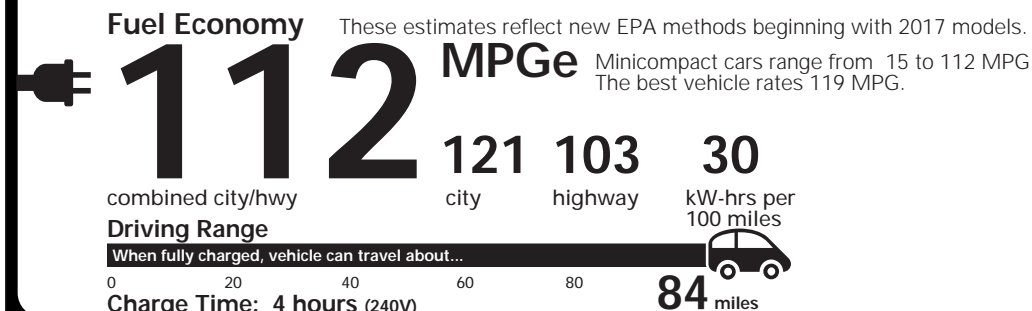 Fuel Economy
These estimates reflect new EPA methods beginning with 2017 models.
112 MPGe
Minicompact cars range from 15 to 112 MPG
The best vehicle rates 119 MPG.
121 103 30
combined city/hwy city highway kW-hrs per
100 miles
Driving Range
When fully charged, vehicle can travel about...
0 20 40 60 80
84 miles
Charge Time: 4 hours (240V)